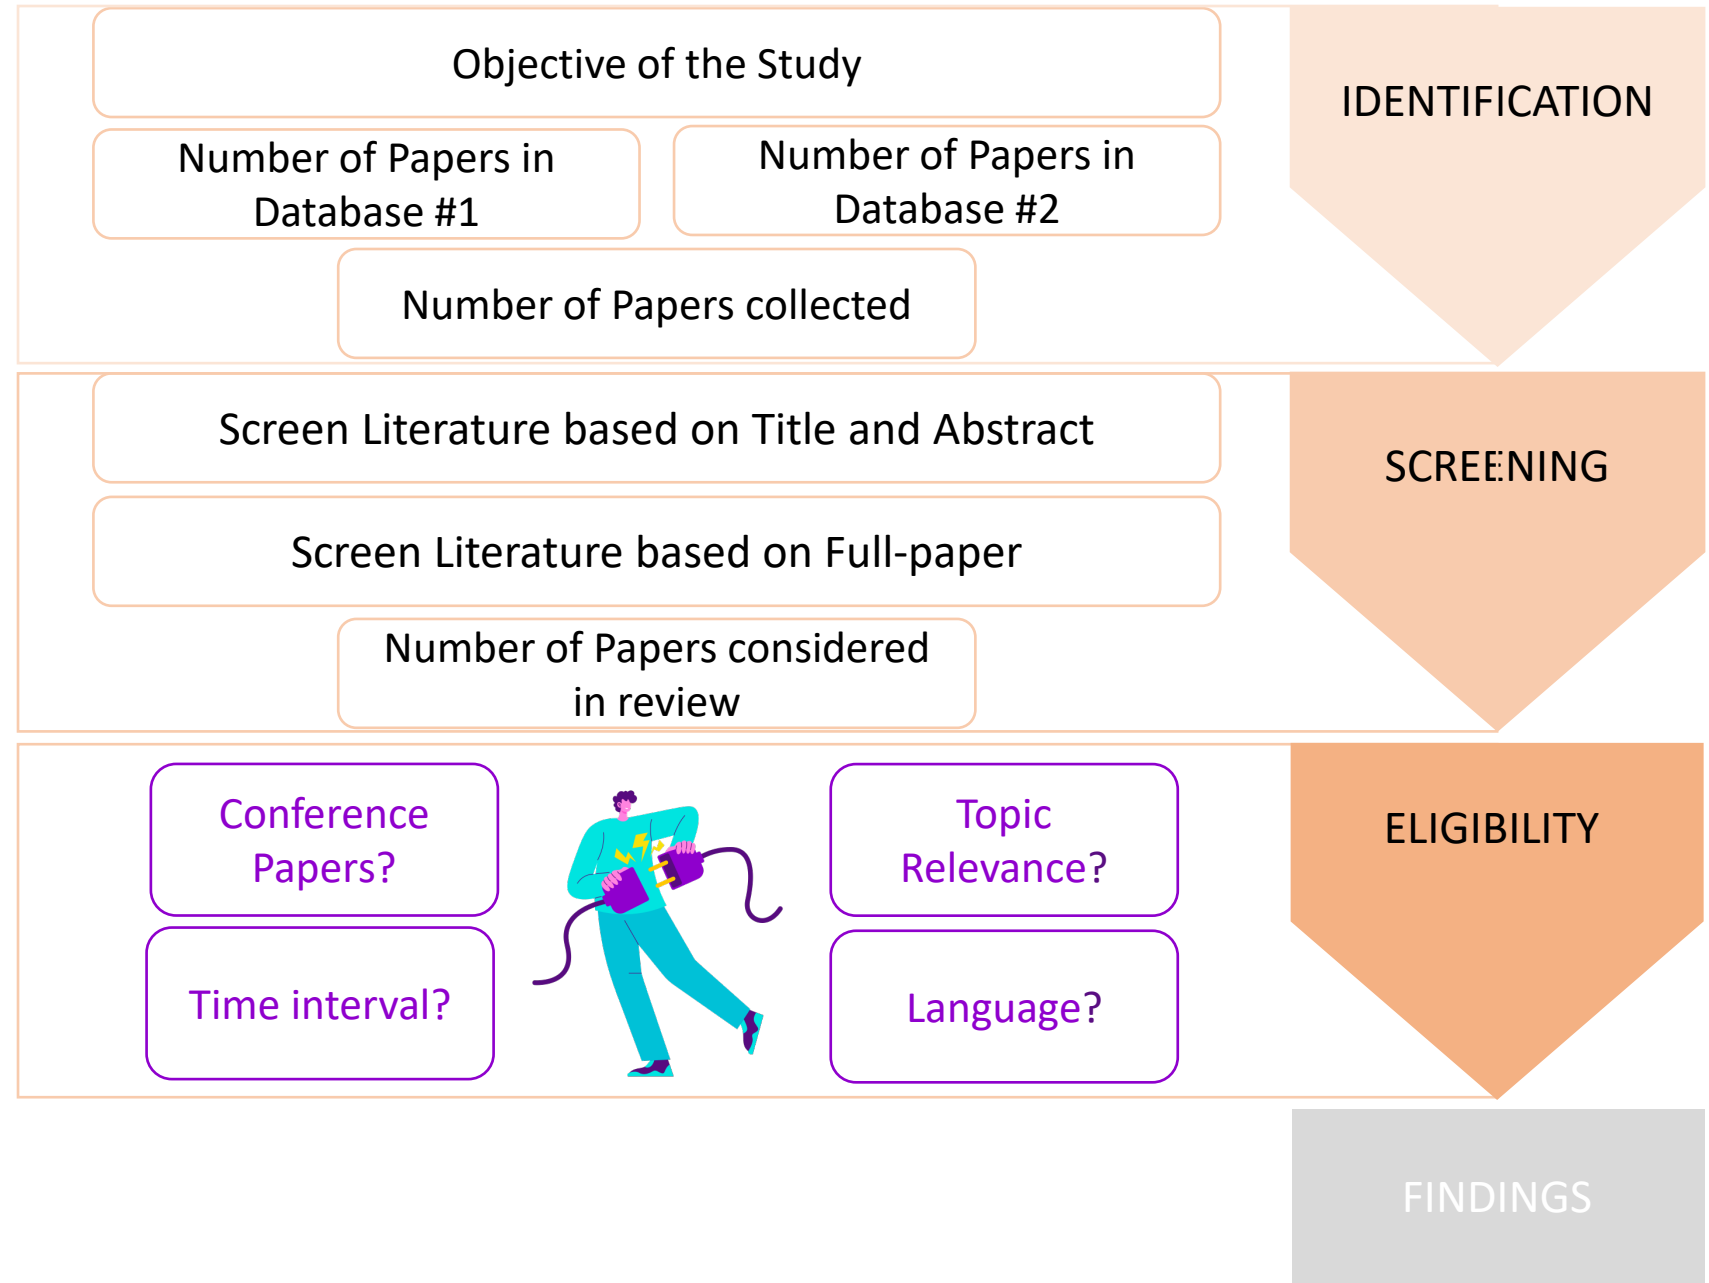 Objective of the Study
IDENTIFICATION
Number of Papers in
Database #1
Number of Papers in
Database #2
Number of Papers collected
Screen Literature based on Title and Abstract
SCREENING
Screen Literature based on Full-paper
Number of Papers considered
in review
Conference
Papers?
Topic
Relevance?
ELIGIBILITY
Time interval?
Language?
FINDINGS